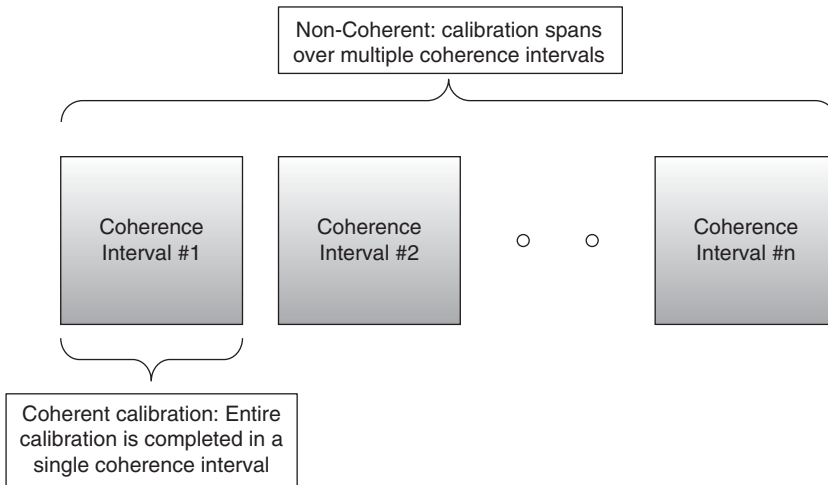 Non-Coherent: calibration spans
over multiple coherence intervals
Coherence
Interval #1
Coherence
Interval #2
Coherence
Interval #n
Coherent calibration: Entire
calibration is completed in a
single coherence interval